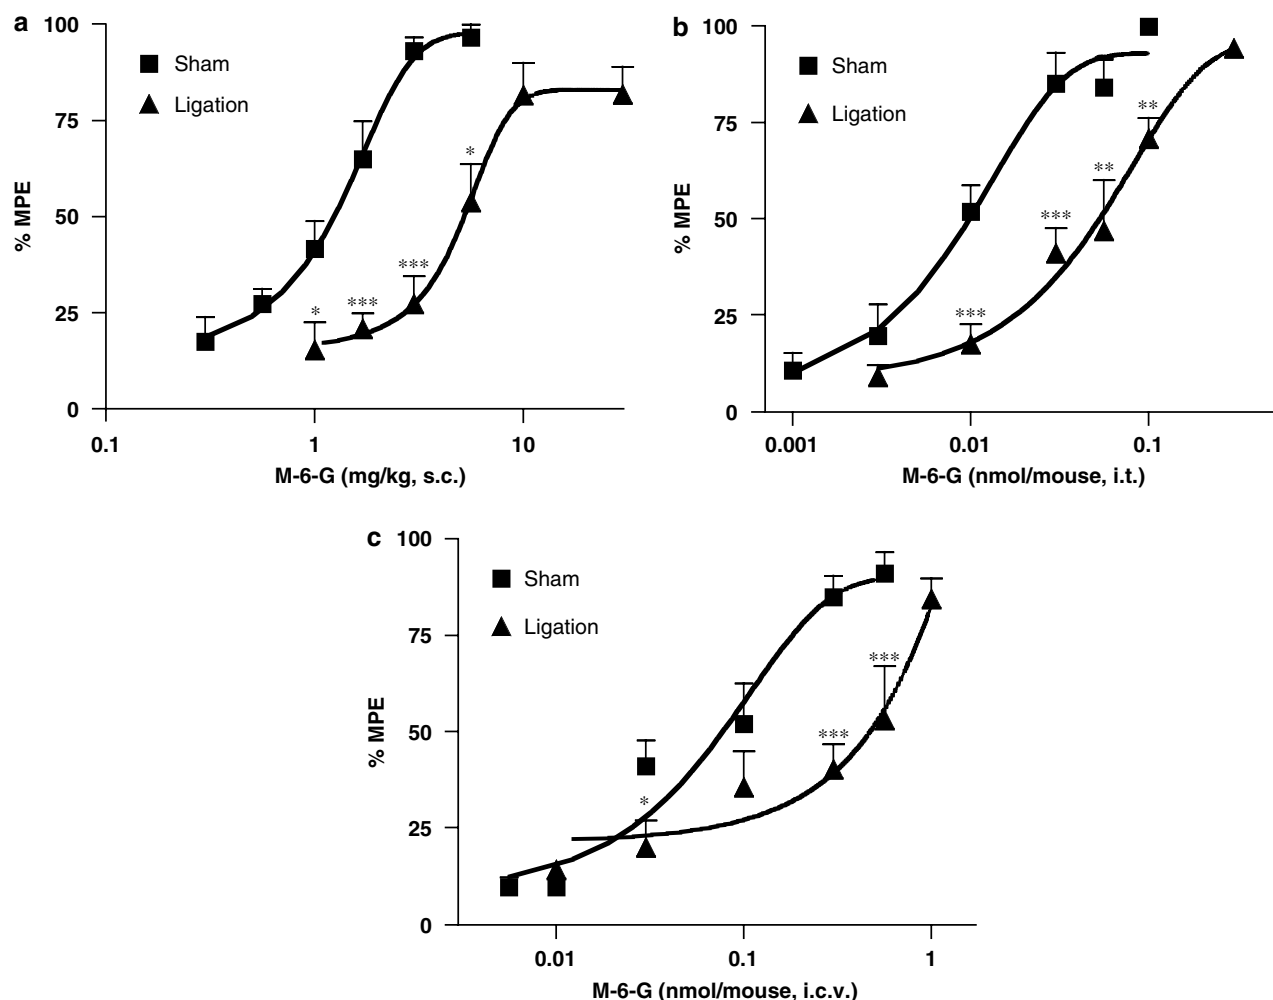 a
100
75
50
25
0
% MPE
Sham
Ligation
*
***
***
*
0.1
1
10
M-6-G (mg/kg, s.c.)
b
100
75
50
25
0
% MPE
Sham
Ligation
***
***
**
**
0.001
0.01
0.1
M-6-G (nmol/mouse, i.t.)
c
100
75
50
25
0
% MPE
Sham
Ligation
*
***
***
0.01
0.1
1
M-6-G (nmol/mouse, i.c.v.)